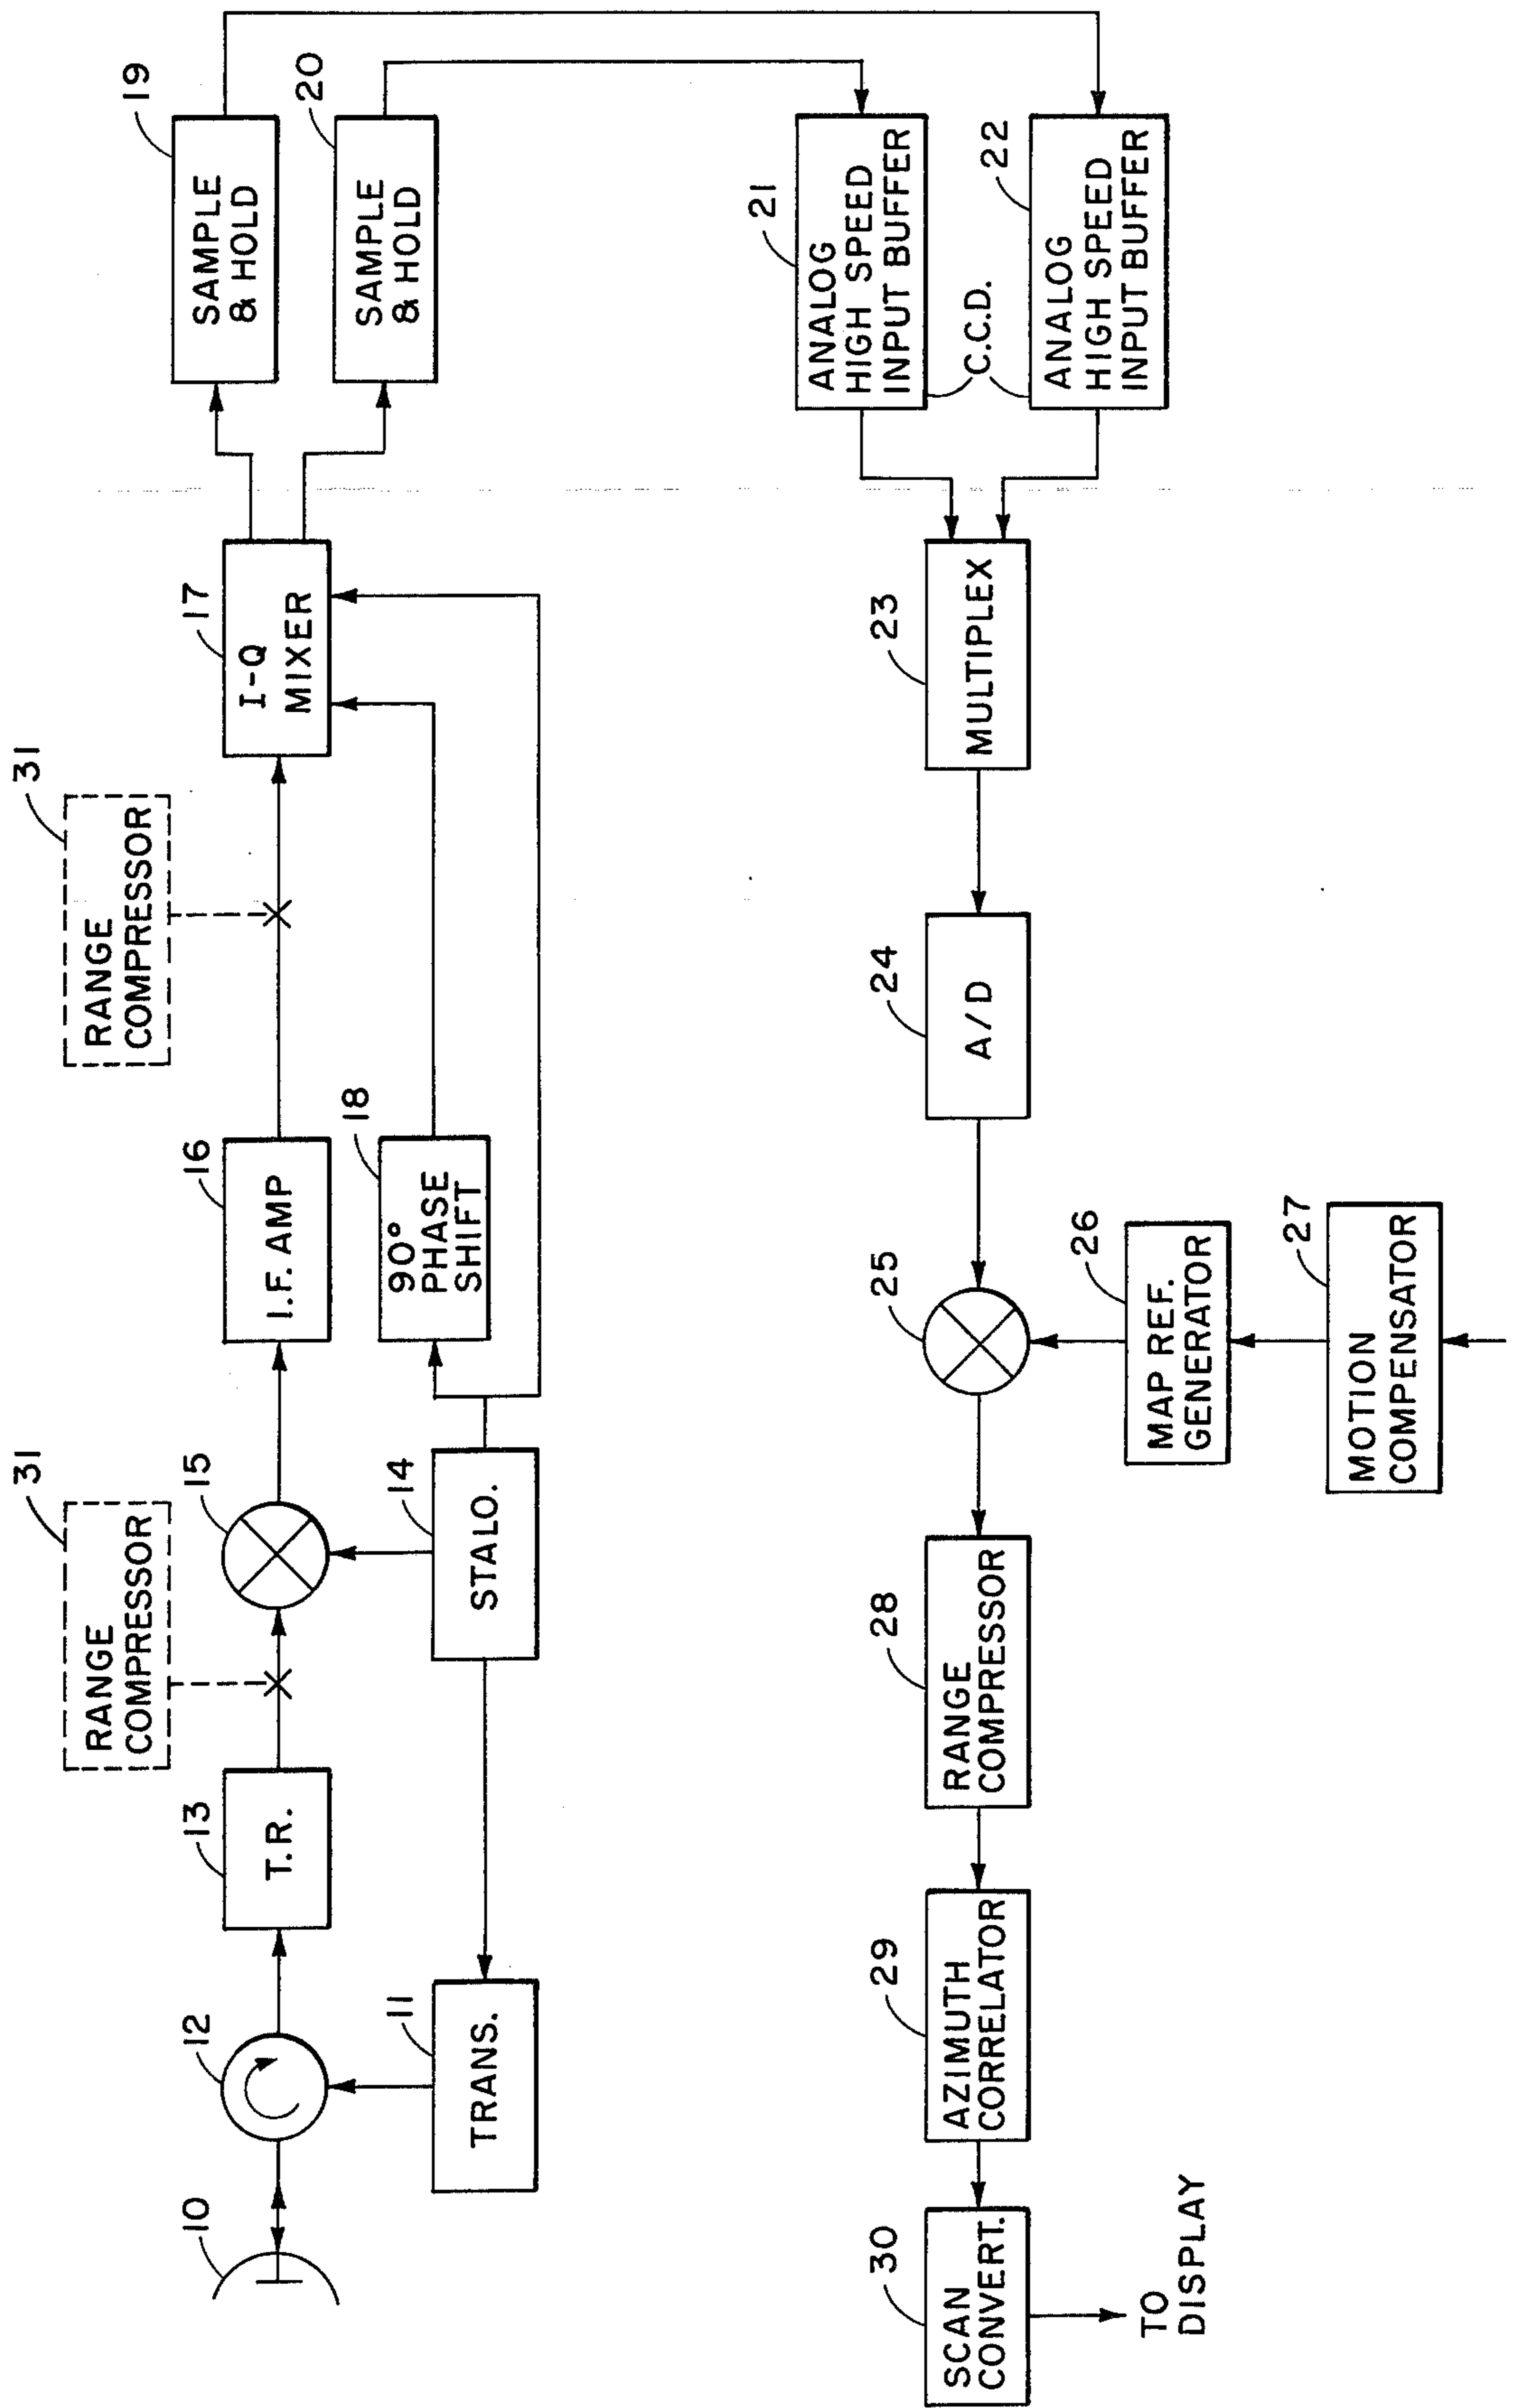 10
12
13
T.R.
31
RANGE
COMPRESSOR
15
16
I.F. AMP
31
RANGE
COMPRESSOR
17
I-Q
MIXER
19
SAMPLE
& HOLD
20
SAMPLE
& HOLD
11
TRANS.
14
STALO.
18
90°
PHASE
SHIFT
21
ANALOG
HIGH SPEED
INPUT BUFFER
C.C.D.
22
ANALOG
HIGH SPEED
INPUT BUFFER
23
MULTIPLEX
24
A/D
25
26
MAP REF.
GENERATOR
27
MOTION
COMPENSATOR
28
RANGE
COMPRESSOR
29
AZIMUTH
CORRELATOR
30
SCAN
CONVERT.
TO
DISPLAY